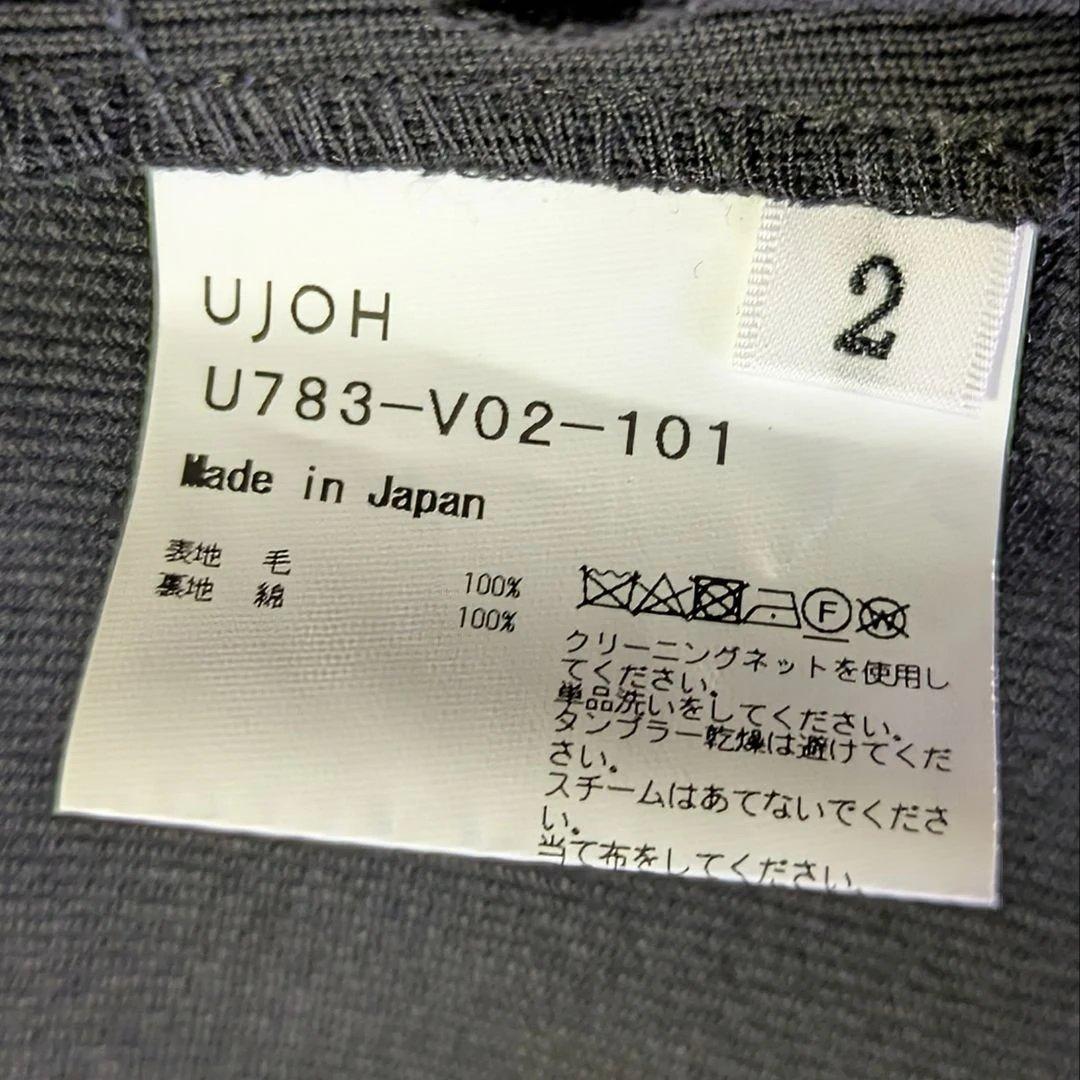 2
UJOH
U783-V02-101
Made in Japan
表地 毛 100%
裏地 綿 100%
F
W
クリーニングネットを使用し
てください。
単品洗いをしてください。
タンブラー乾燥は避けてくだ
さい。
スチームはあてないでくださ
い。
当て布をしてください。